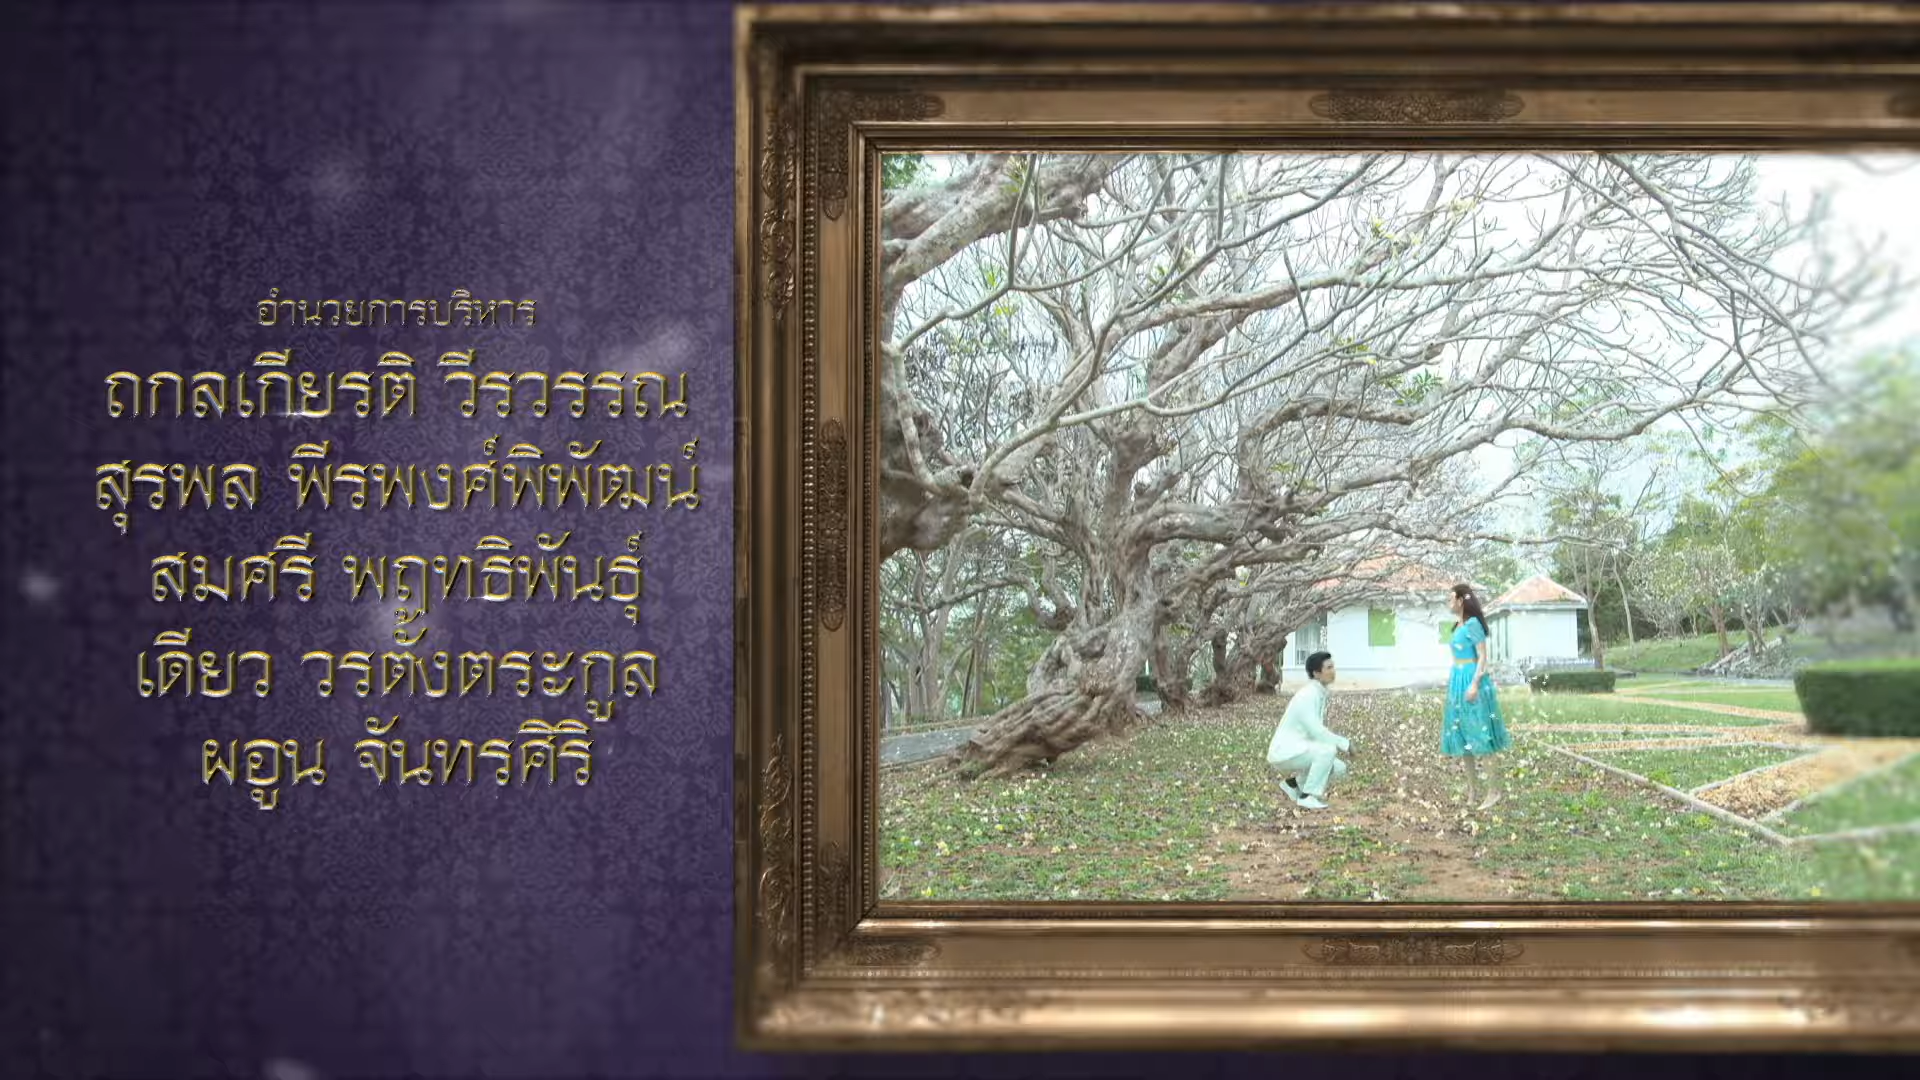 อำนวยการบริหาร
ถกลเกียรติ วีรวรรณ
สุรพล พีรพงศ์พิพัฒน์
สมศรี พฤทธิพันธุ์
เดียว วรตั้งตระกูล
ผอูน จันทรศิริ